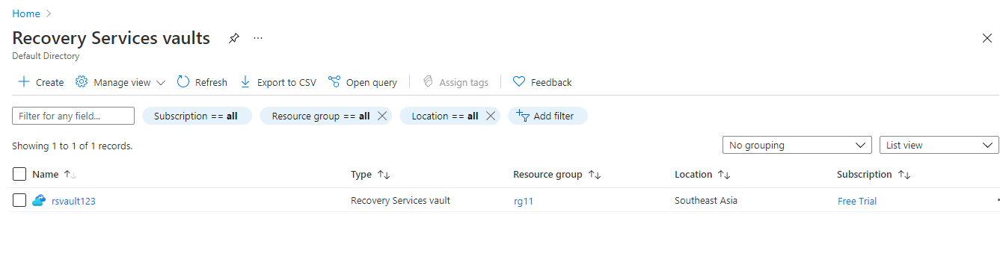 Home
Recovery Services vaults
Default Directory
Create Manage view Refresh Export to CSV Open query Assign tags Feedback
Filter for any field... Subscription == all Resource group == all Location == all Add filter
Showing 1 to 1 of 1 records. No grouping List view
Name Type Resource group Location Subscription
rsvault123 Recovery Services vault rg11 Southeast Asia Free Trial